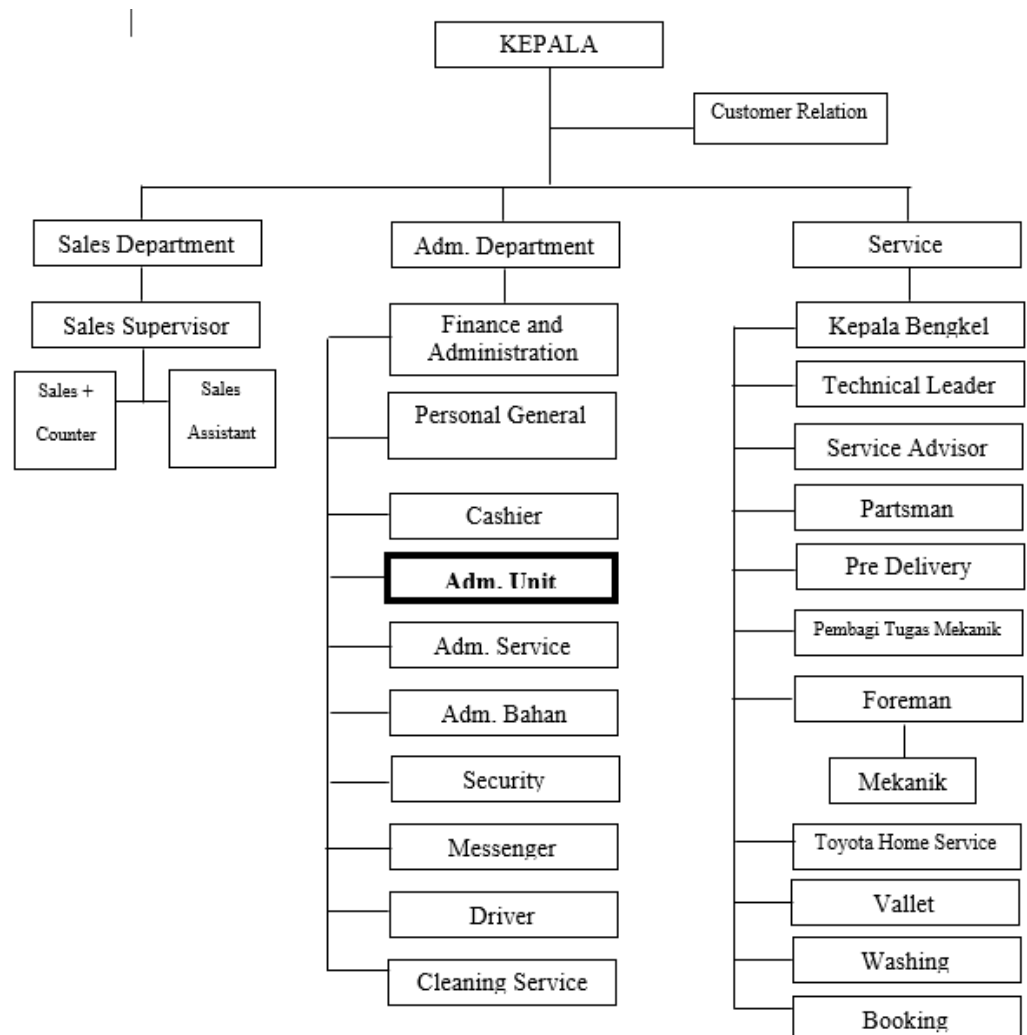 KEPALA
Customer Relation
Sales Department
Adm. Department
Service
Sales Supervisor
Sales +
Counter
Sales
Assistant
Finance and
Administration
Personal General
Cashier
Adm. Unit
Adm. Service
Adm. Bahan
Security
Messenger
Driver
Cleaning Service
Kepala Bengkel
Technical Leader
Service Advisor
Partsman
Pre Delivery
Pembagi Tugas Mekanik
Foreman
Mekanik
Toyota Home Service
Vallet
Washing
Booking